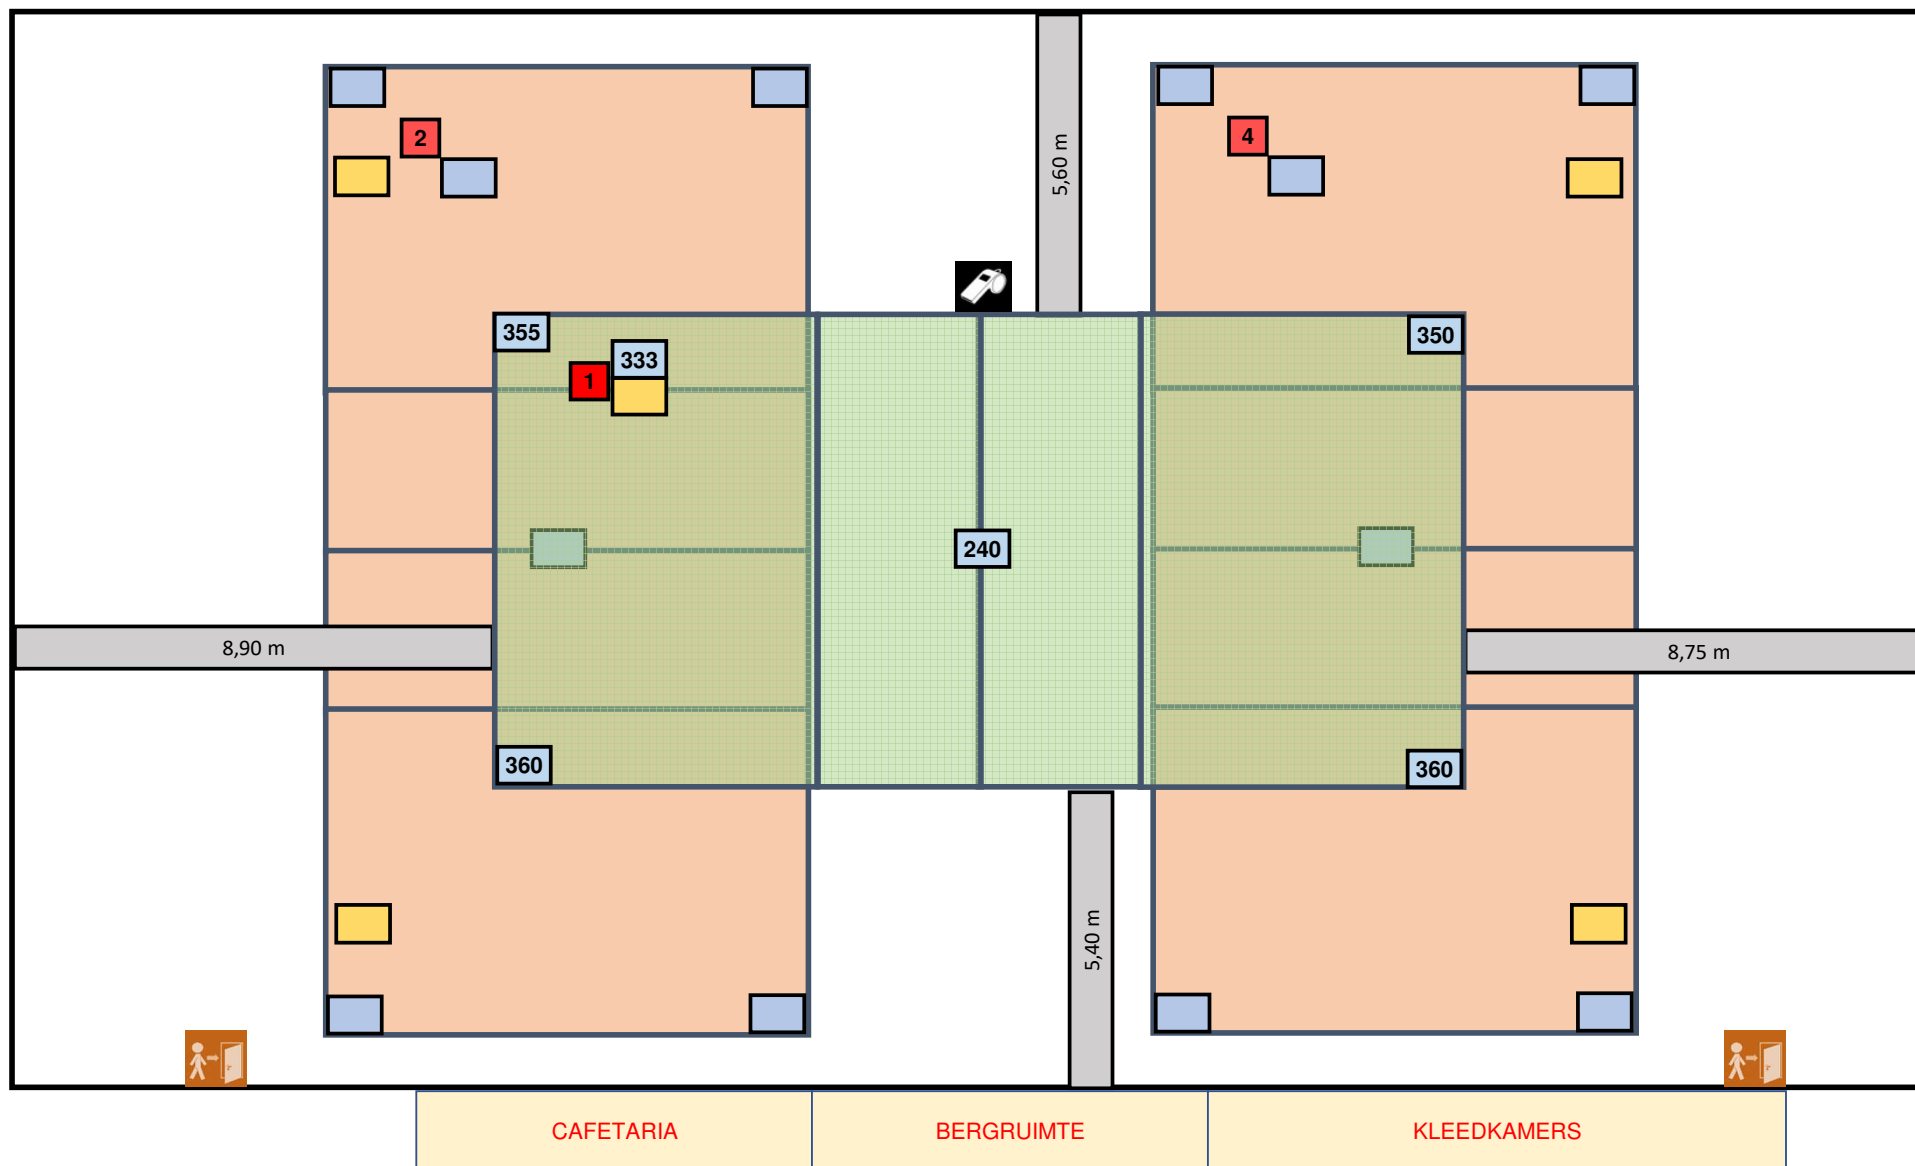 2
4
5,60 m
355
350
333
1
240
8,90 m
8,75 m
360
360
5,40 m
CAFETARIA
BERGRUIMTE
KLEEDKAMERS